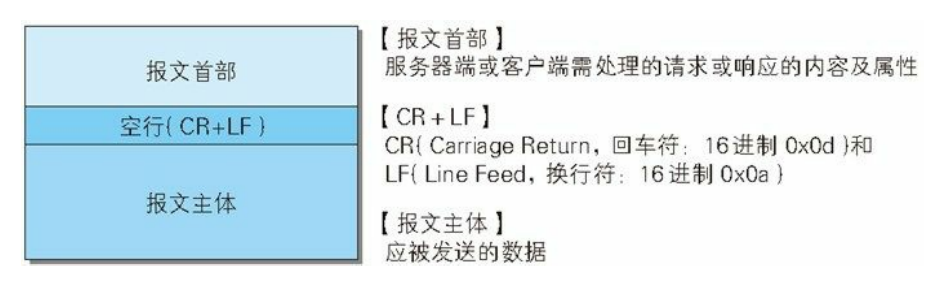 报文首部
空行( CR+LF )
报文主体
【 报文首部 】
服务器端或客户端需处理的请求或响应的内容及属性
【 CR + LF 】
CR( Carriage Return，回车符：16进制 0x0d )和
LF( Line Feed，换行符：16进制 0x0a )
【 报文主体 】
应被发送的数据